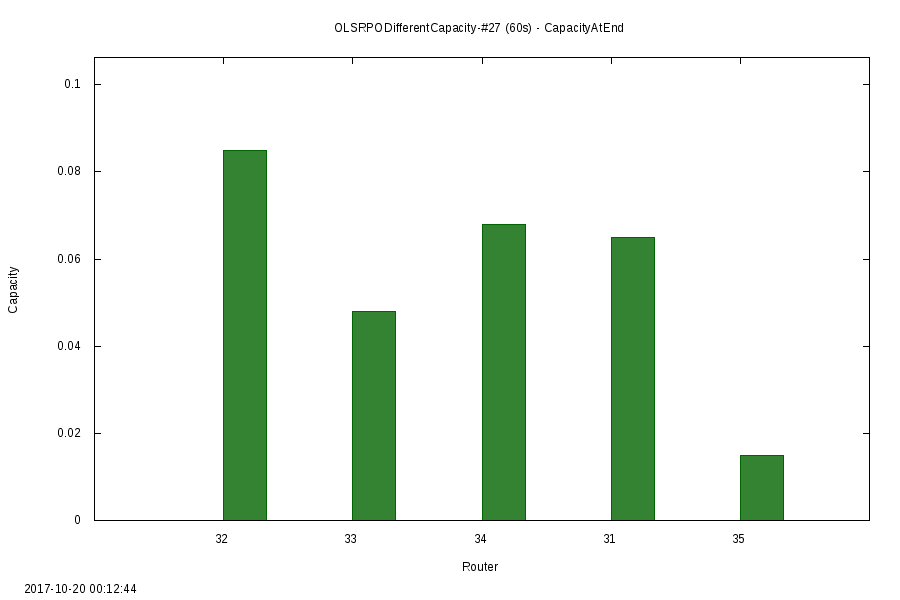 OLSRPODifferentCapacity-#27 (60s) - CapacityAtEnd
0.1
0.08
0.06
0.04
0.02
0
Capacity
32 33 34 31 35
Router
2017-10-20 00:12:44